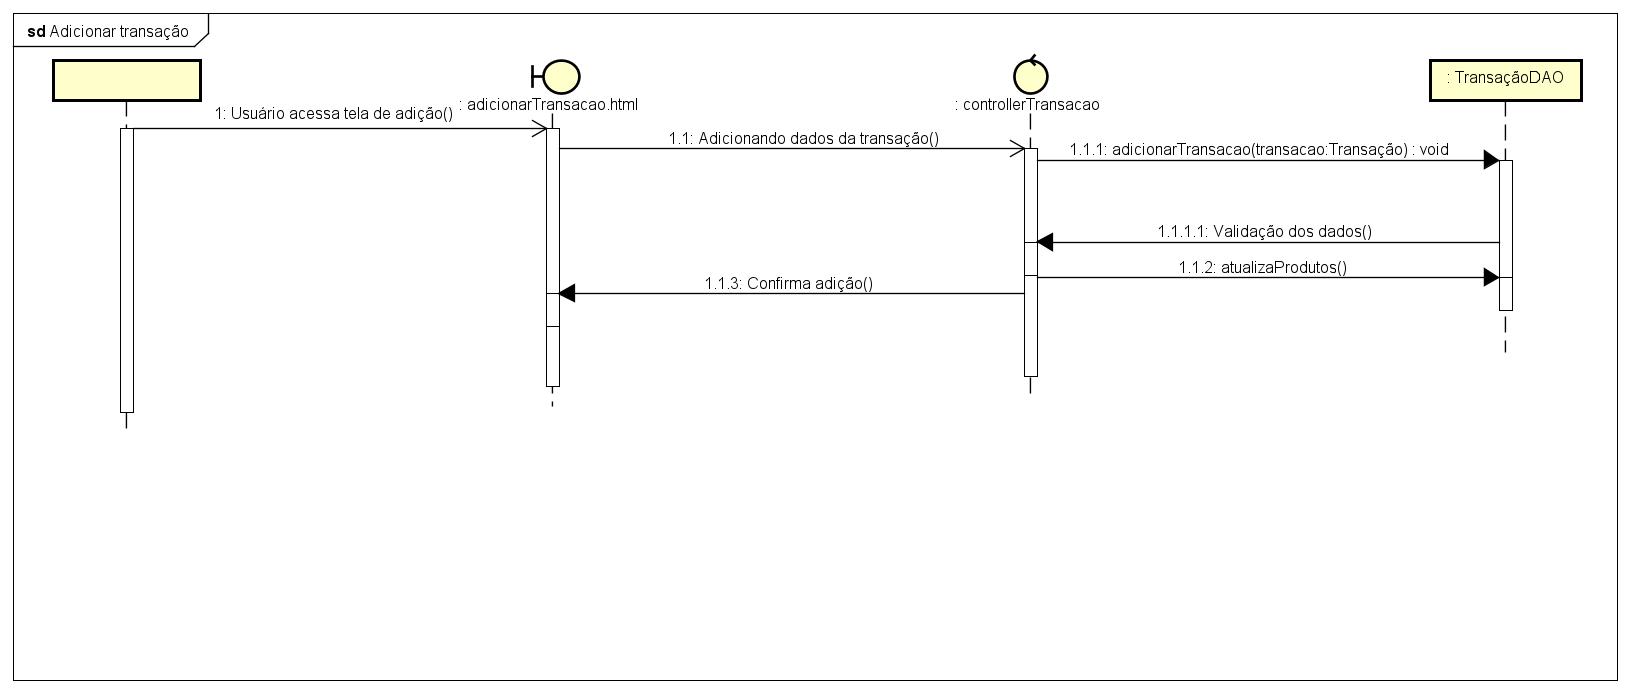 sd Adicionar transação
: adicionarTransacao.html
: controllerTransacao
: TransaçãoDAO
1: Usuário acessa tela de adição()
1.1: Adicionando dados da transação()
1.1.1: adicionarTransacao(transacao:Transação) : void
1.1.1.1: Validação dos dados()
1.1.2: atualizaProdutos()
1.1.3: Confirma adição()